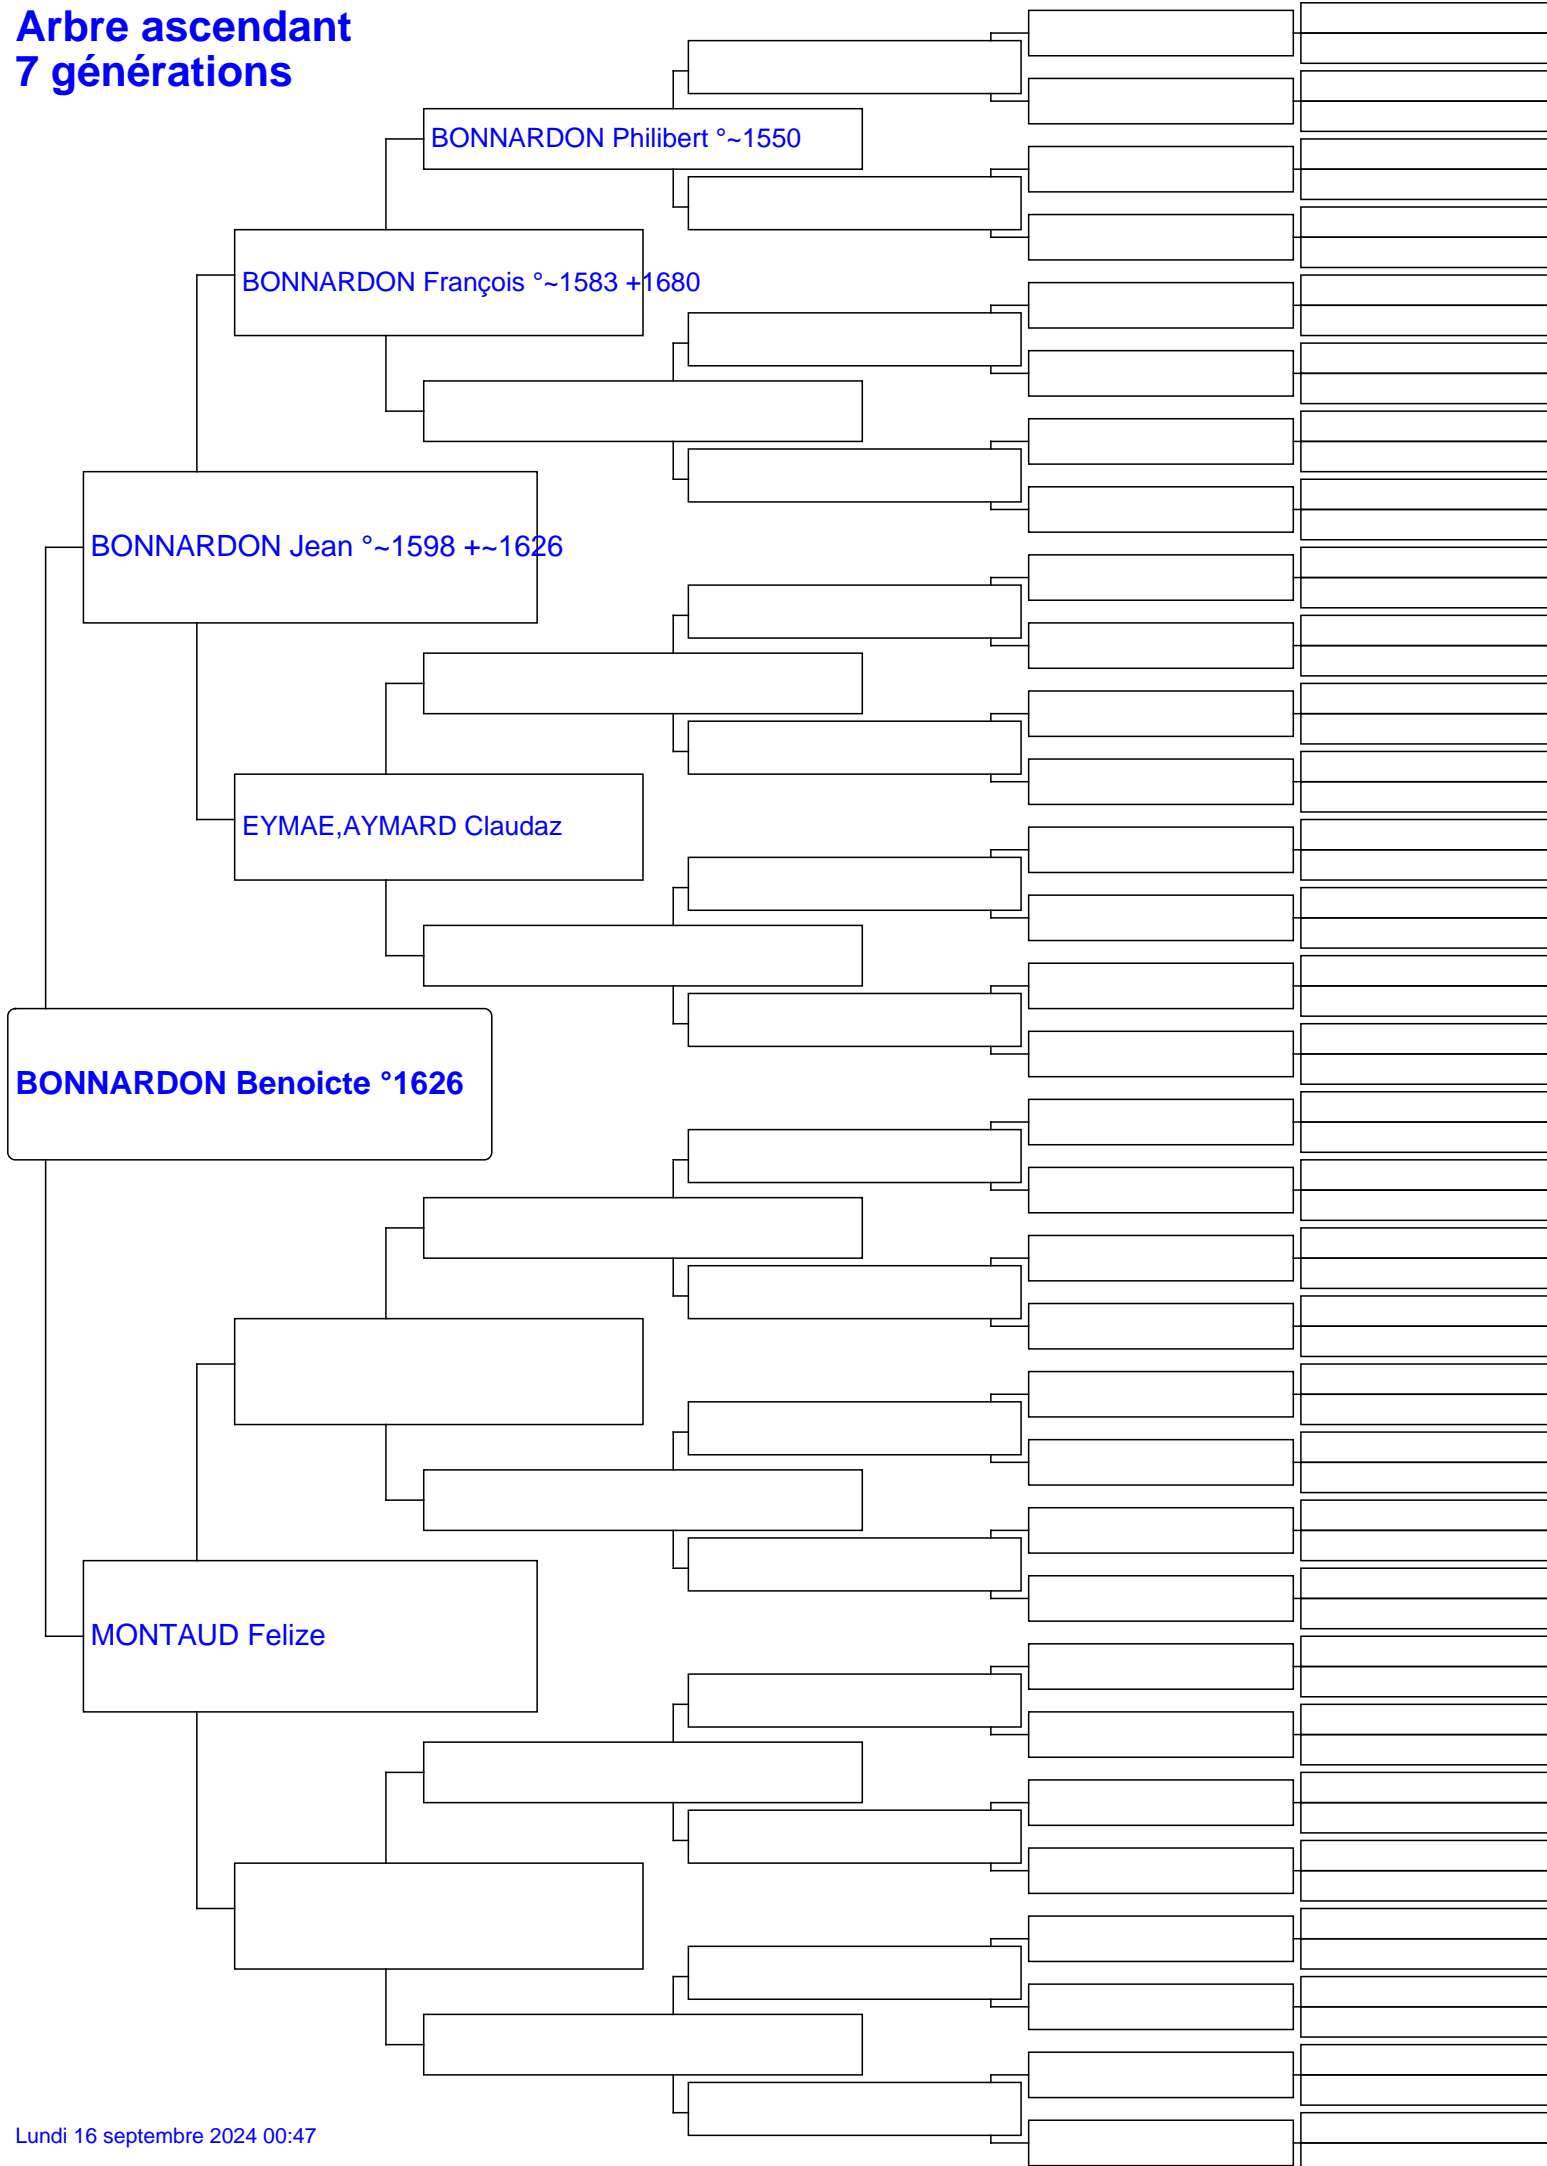 Arbre ascendant
7 générations
BONNARDON Philibert °~1550
BONNARDON François °~1583 +1680
BONNARDON Jean °~1598 +~1626
EYMAE,AYMARD Claudaz
BONNARDON Benoicte °1626
MONTAUD Felize
Lundi 16 septembre 2024 00:47